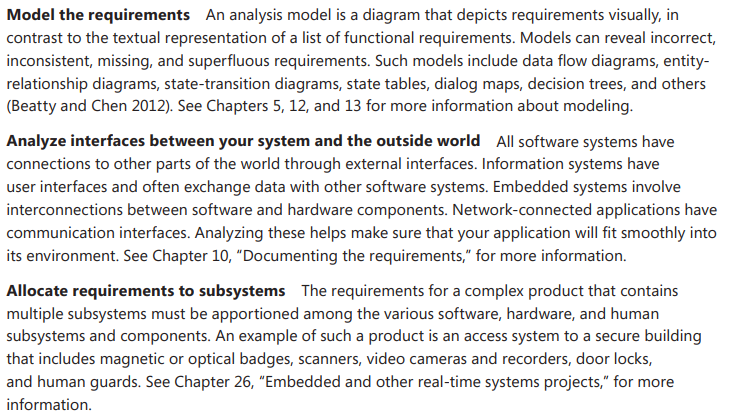 Model the requirements An analysis model is a diagram that depicts requirements visually, in
contrast to the textual representation of a list of functional requirements. Models can reveal incorrect,
inconsistent, missing, and superfluous requirements. Such models include data flow diagrams, entity-
relationship diagrams, state-transition diagrams, state tables, dialog maps, decision trees, and others
(Beatty and Chen 2012). See Chapters 5, 12, and 13 for more information about modeling.
Analyze interfaces between your system and the outside world All software systems have
connections to other parts of the world through external interfaces. Information systems have
user interfaces and often exchange data with other software systems. Embedded systems involve
interconnections between software and hardware components. Network-connected applications have
communication interfaces. Analyzing these helps make sure that your application will fit smoothly into
its environment. See Chapter 10, “Documenting the requirements,” for more information.
Allocate requirements to subsystems The requirements for a complex product that contains
multiple subsystems must be apportioned among the various software, hardware, and human
subsystems and components. An example of such a product is an access system to a secure building
that includes magnetic or optical badges, scanners, video cameras and recorders, door locks,
and human guards. See Chapter 26, “Embedded and other real-time systems projects,” for more
information.